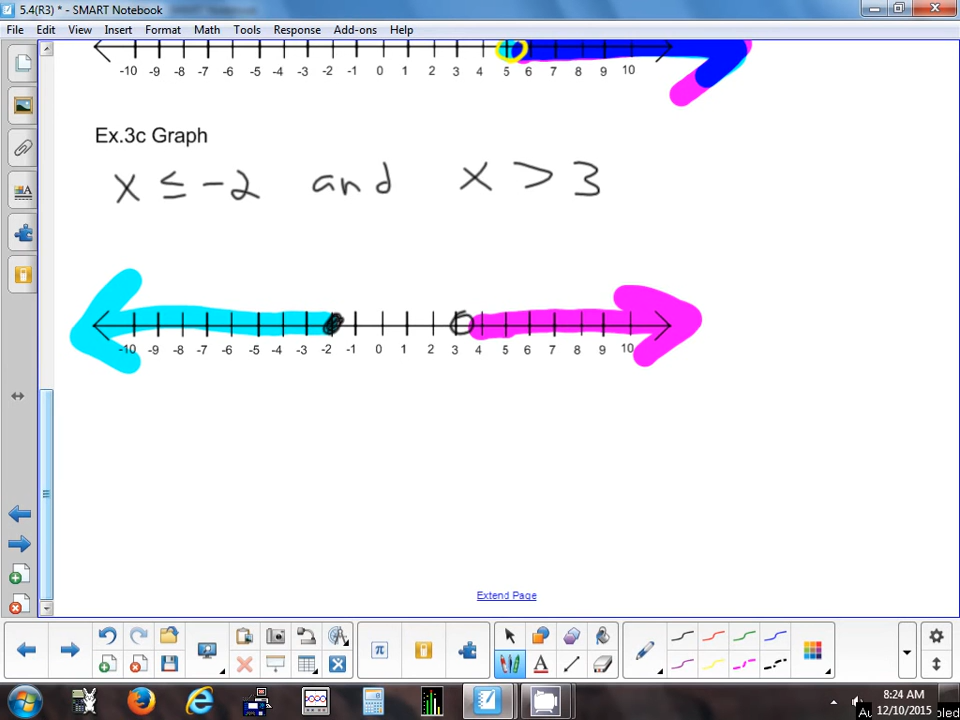 5.4(R3) * - SMART Notebook
File Edit View Insert Format Math Tools Response Add-ons Help
-10 -9 -8 -7 -6 -5 -4 -3 -2 -1 0 1 2 3 4 5 6 7 8 9 10
Ex.3c Graph
x ≤ -2 and x > 3
-10 -9 -8 -7 -6 -5 -4 -3 -2 -1 0 1 2 3 4 5 6 7 8 9 10
Extend Page
8:24 AM
12/10/2015